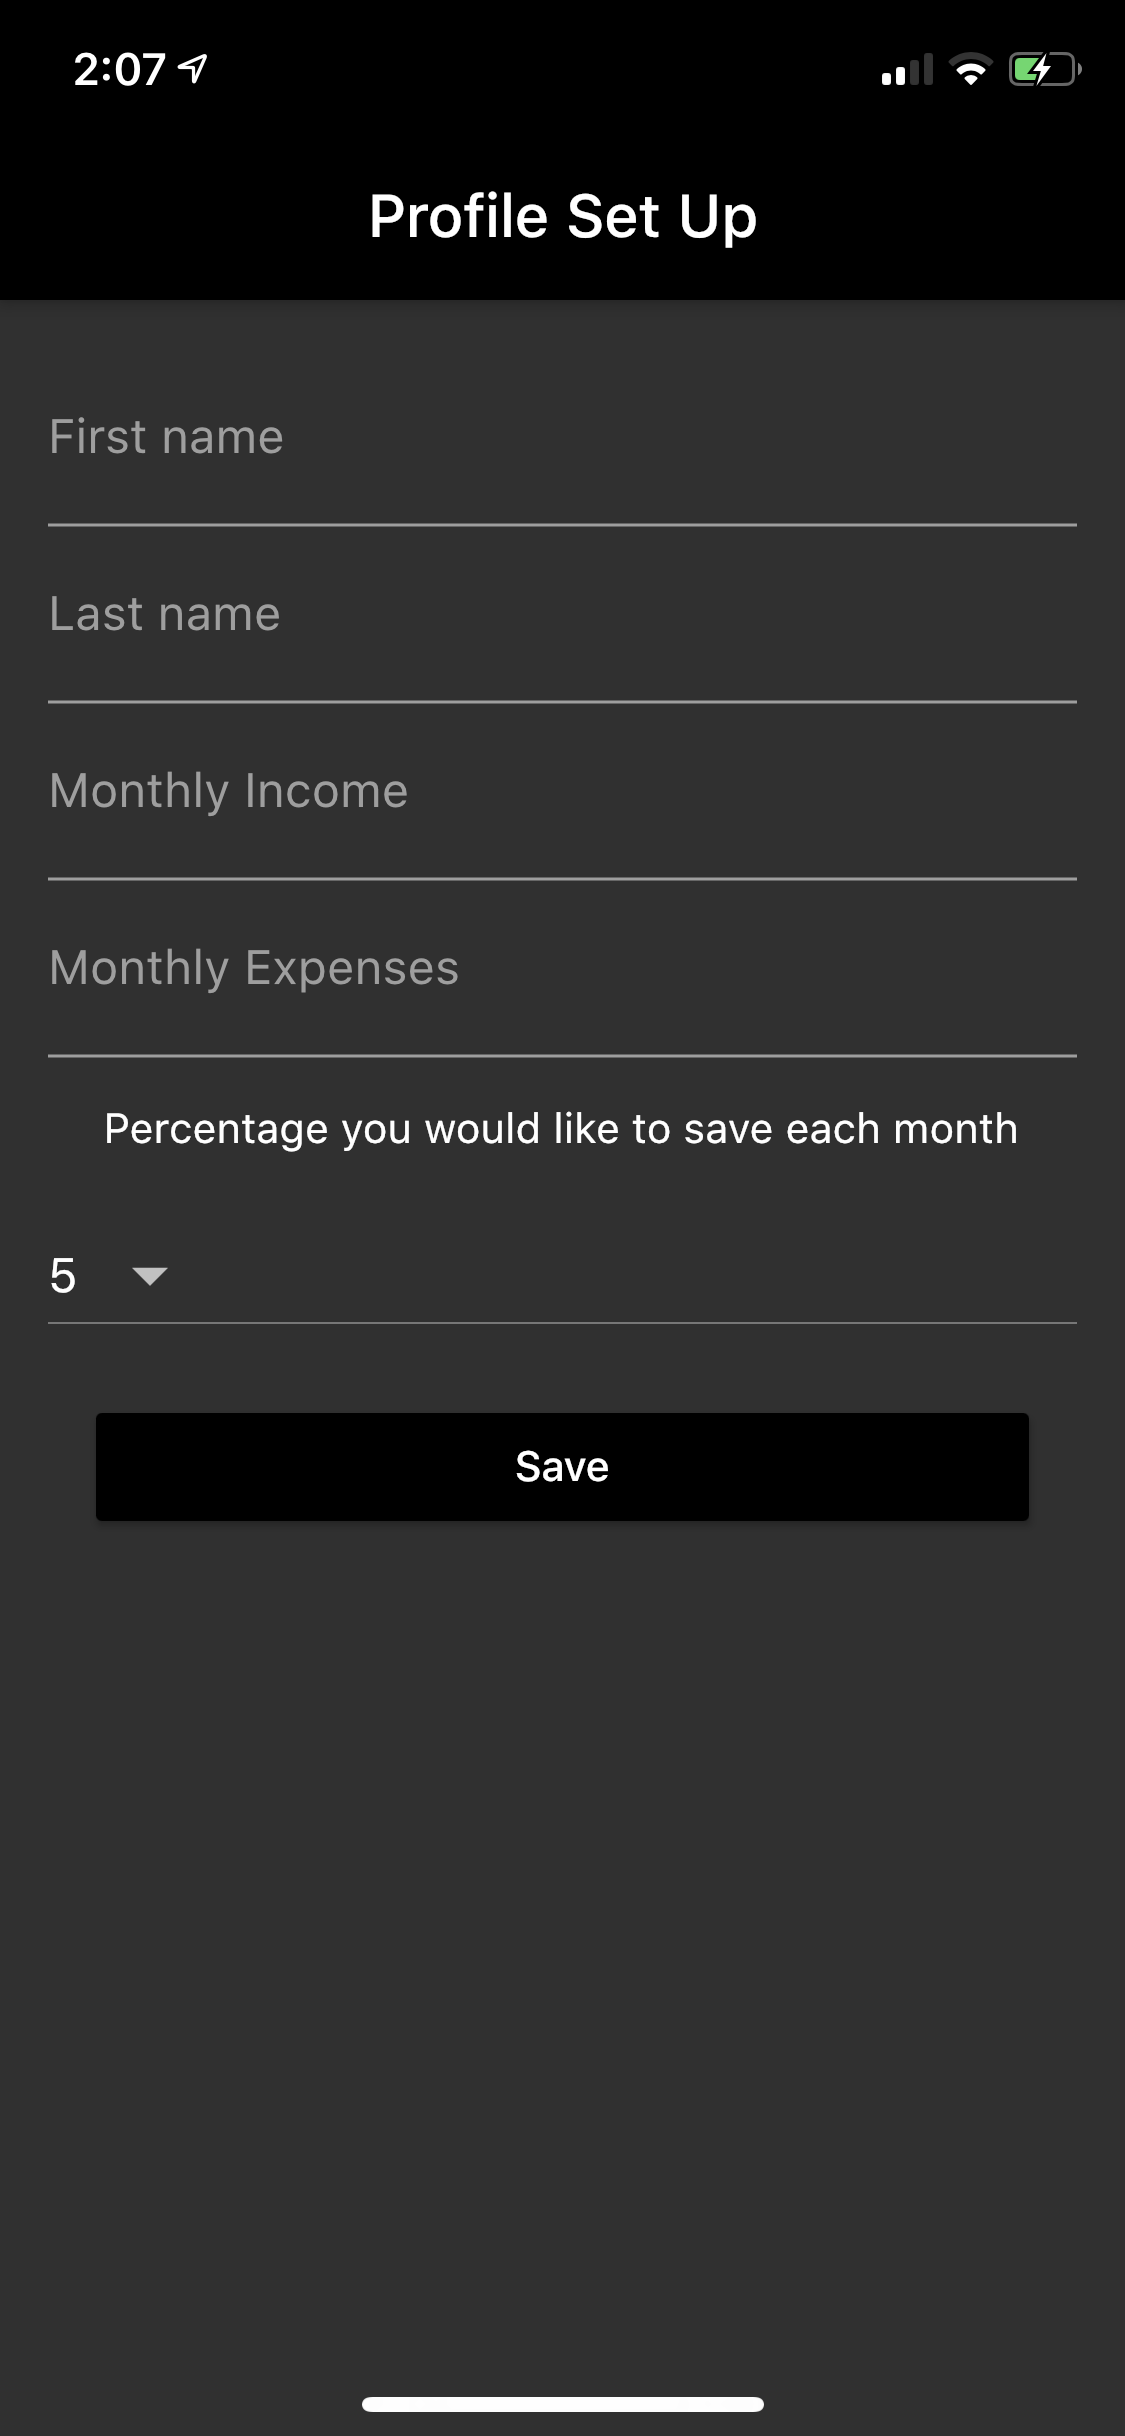 2:07
Profile Set Up
First name
Last name
Monthly Income
Monthly Expenses
Percentage you would like to save each month
5
Save